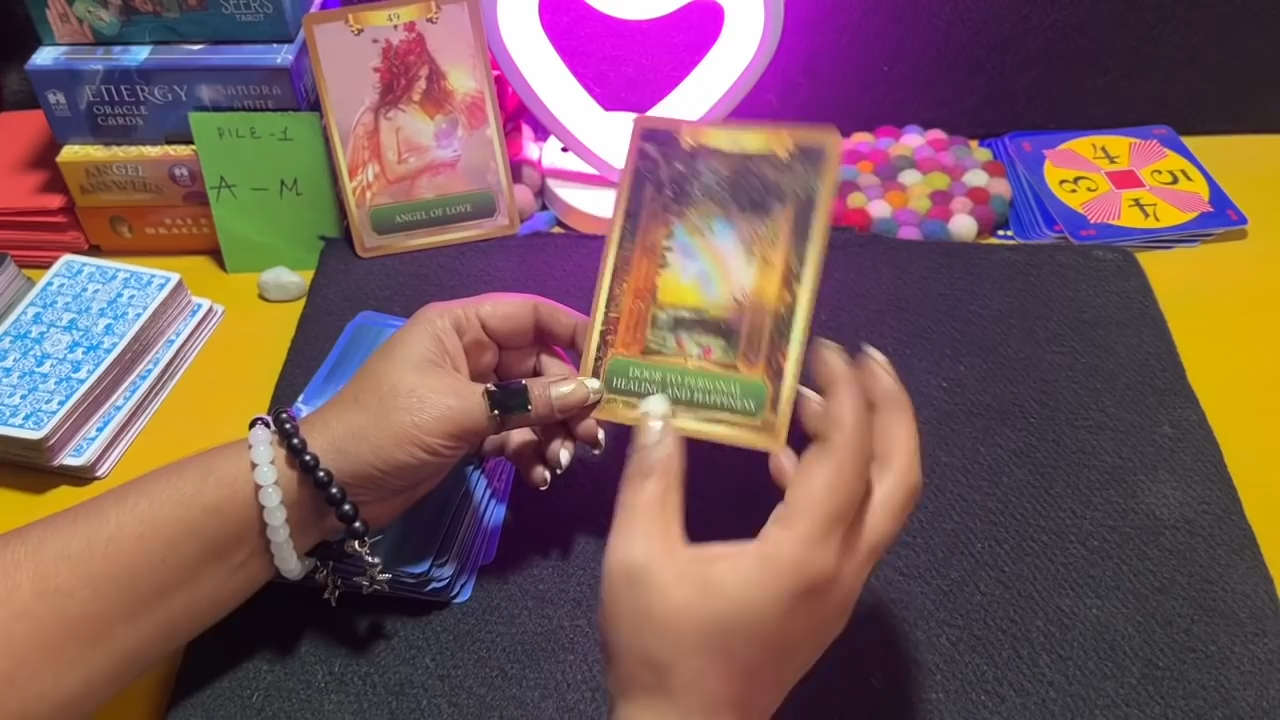 SEERS
TAROT
ENERGY
ORACLE
CARDS
SANDRA
ANNE
ANGEL
ANSWERS
ORACLE
PILE-1
A-M
49
ANGEL OF LOVE
DOOR TO PERSONAL
HEALING AND HAPPINESS
4
3
5
4